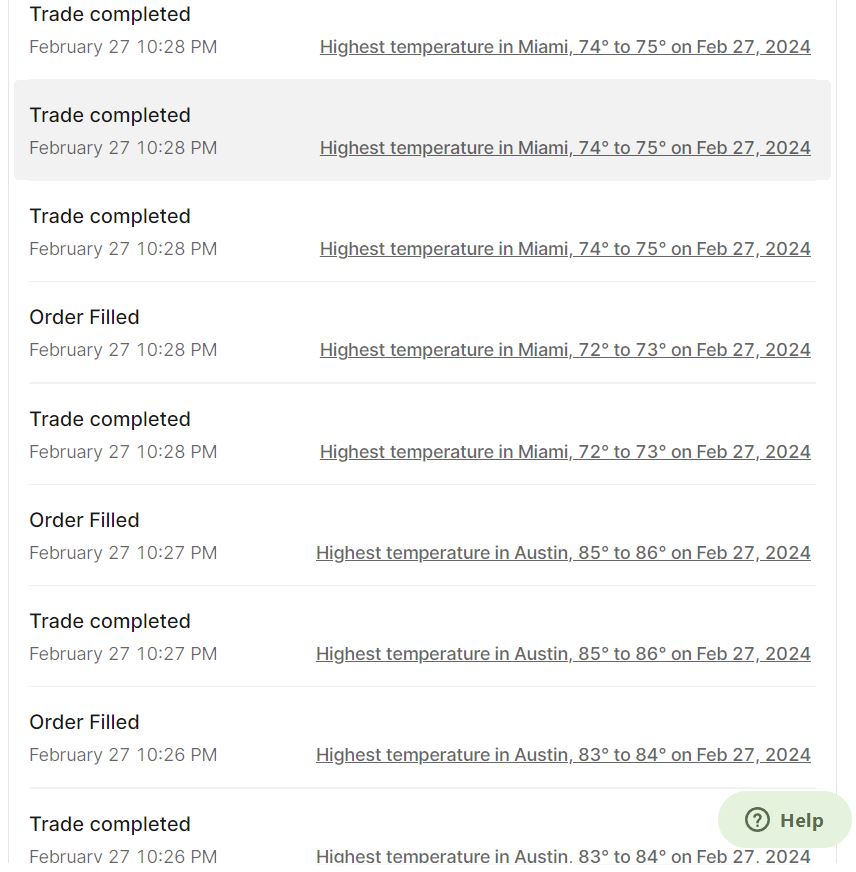 Trade completed
February 27 10:28 PM Highest temperature in Miami, 74° to 75° on Feb 27, 2024
Trade completed
February 27 10:28 PM Highest temperature in Miami, 74° to 75° on Feb 27, 2024
Trade completed
February 27 10:28 PM Highest temperature in Miami, 74° to 75° on Feb 27, 2024
Order Filled
February 27 10:28 PM Highest temperature in Miami, 72° to 73° on Feb 27, 2024
Trade completed
February 27 10:28 PM Highest temperature in Miami, 72° to 73° on Feb 27, 2024
Order Filled
February 27 10:27 PM Highest temperature in Austin, 85° to 86° on Feb 27, 2024
Trade completed
February 27 10:27 PM Highest temperature in Austin, 85° to 86° on Feb 27, 2024
Order Filled
February 27 10:26 PM Highest temperature in Austin, 83° to 84° on Feb 27, 2024
Trade completed
February 27 10:26 PM Highest temperature in Austin, 83° to 84° on Feb 27, 2024
? Help